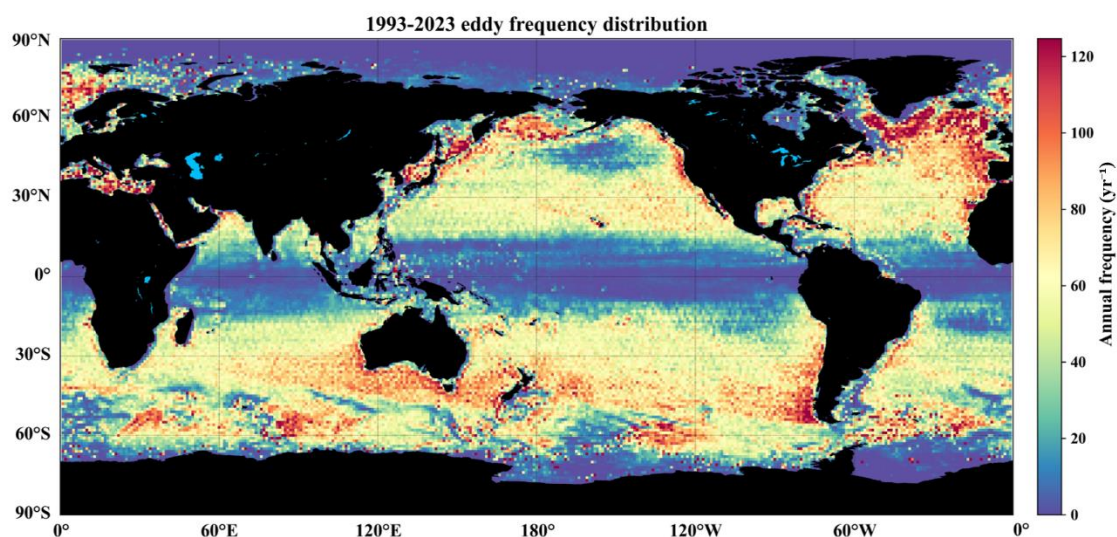 1993-2023 eddy frequency distribution
90°N
60°N
30°N
0°
30°S
60°S
90°S
0°
60°E
120°E
180°
120°W
60°W
0°
120
100
80
60
40
20
0
Annual frequency (yr⁻¹)